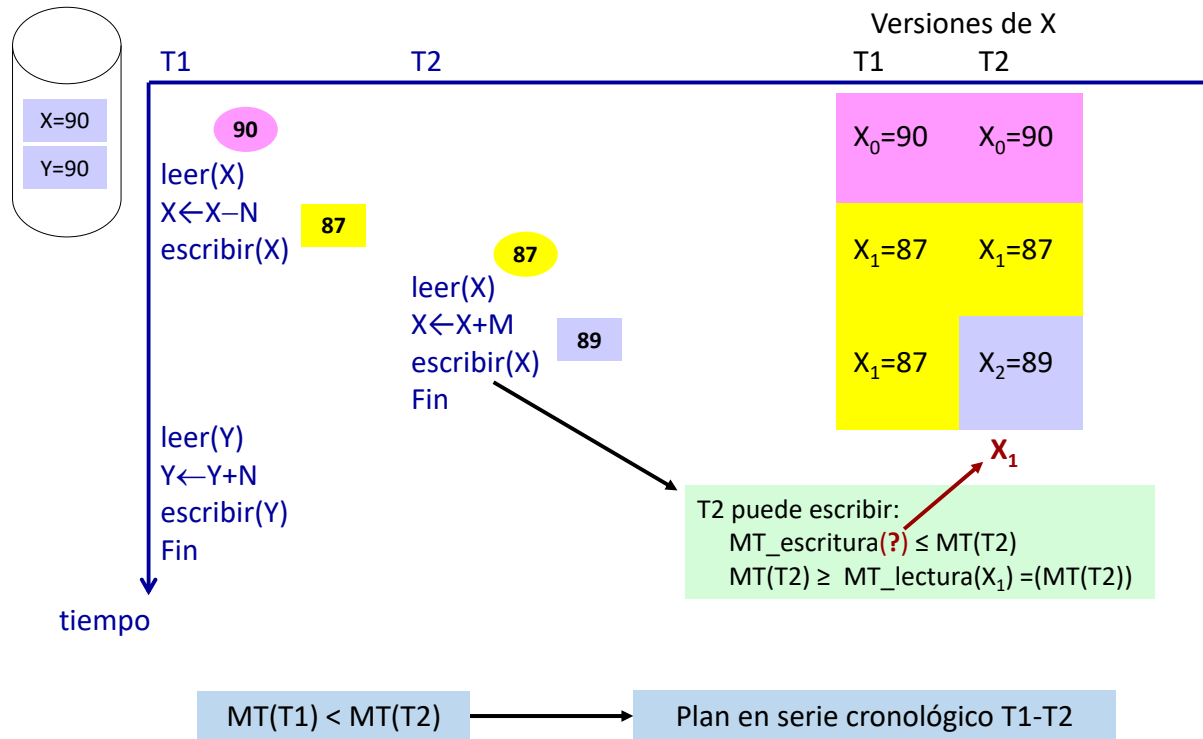 Versiones de X
T1
T2
T1 T2
X=90
Y=90
90
leer(X)
X←X–N
escribir(X)
87
87
leer(X)
X←X+M
escribir(X)
Fin
89
leer(Y)
Y←Y+N
escribir(Y)
Fin
tiempo
X₀=90 X₀=90
X₁=87 X₁=87
X₁=87 X₂=89
X₁
T2 puede escribir:
MT_escritura(?) ≤ MT(T2)
MT(T2) ≥ MT_lectura(X₁) =(MT(T2))
MT(T1) < MT(T2)
Plan en serie cronológico T1-T2